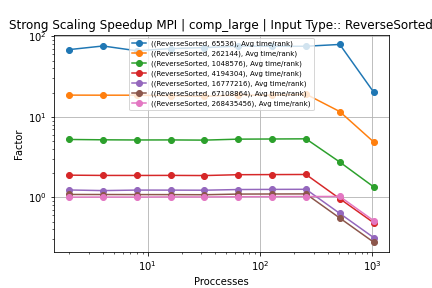 Strong Scaling Speedup MPI | comp_large | Input Type:: ReverseSorted
10²
10¹
10⁰
Factor
((ReverseSorted, 65536), Avg time/rank)
((ReverseSorted, 262144), Avg time/rank)
((ReverseSorted, 1048576), Avg time/rank)
((ReverseSorted, 4194304), Avg time/rank)
((ReverseSorted, 16777216), Avg time/rank)
((ReverseSorted, 67108864), Avg time/rank)
((ReverseSorted, 268435456), Avg time/rank)
10¹ 10² 10³
Proccesses